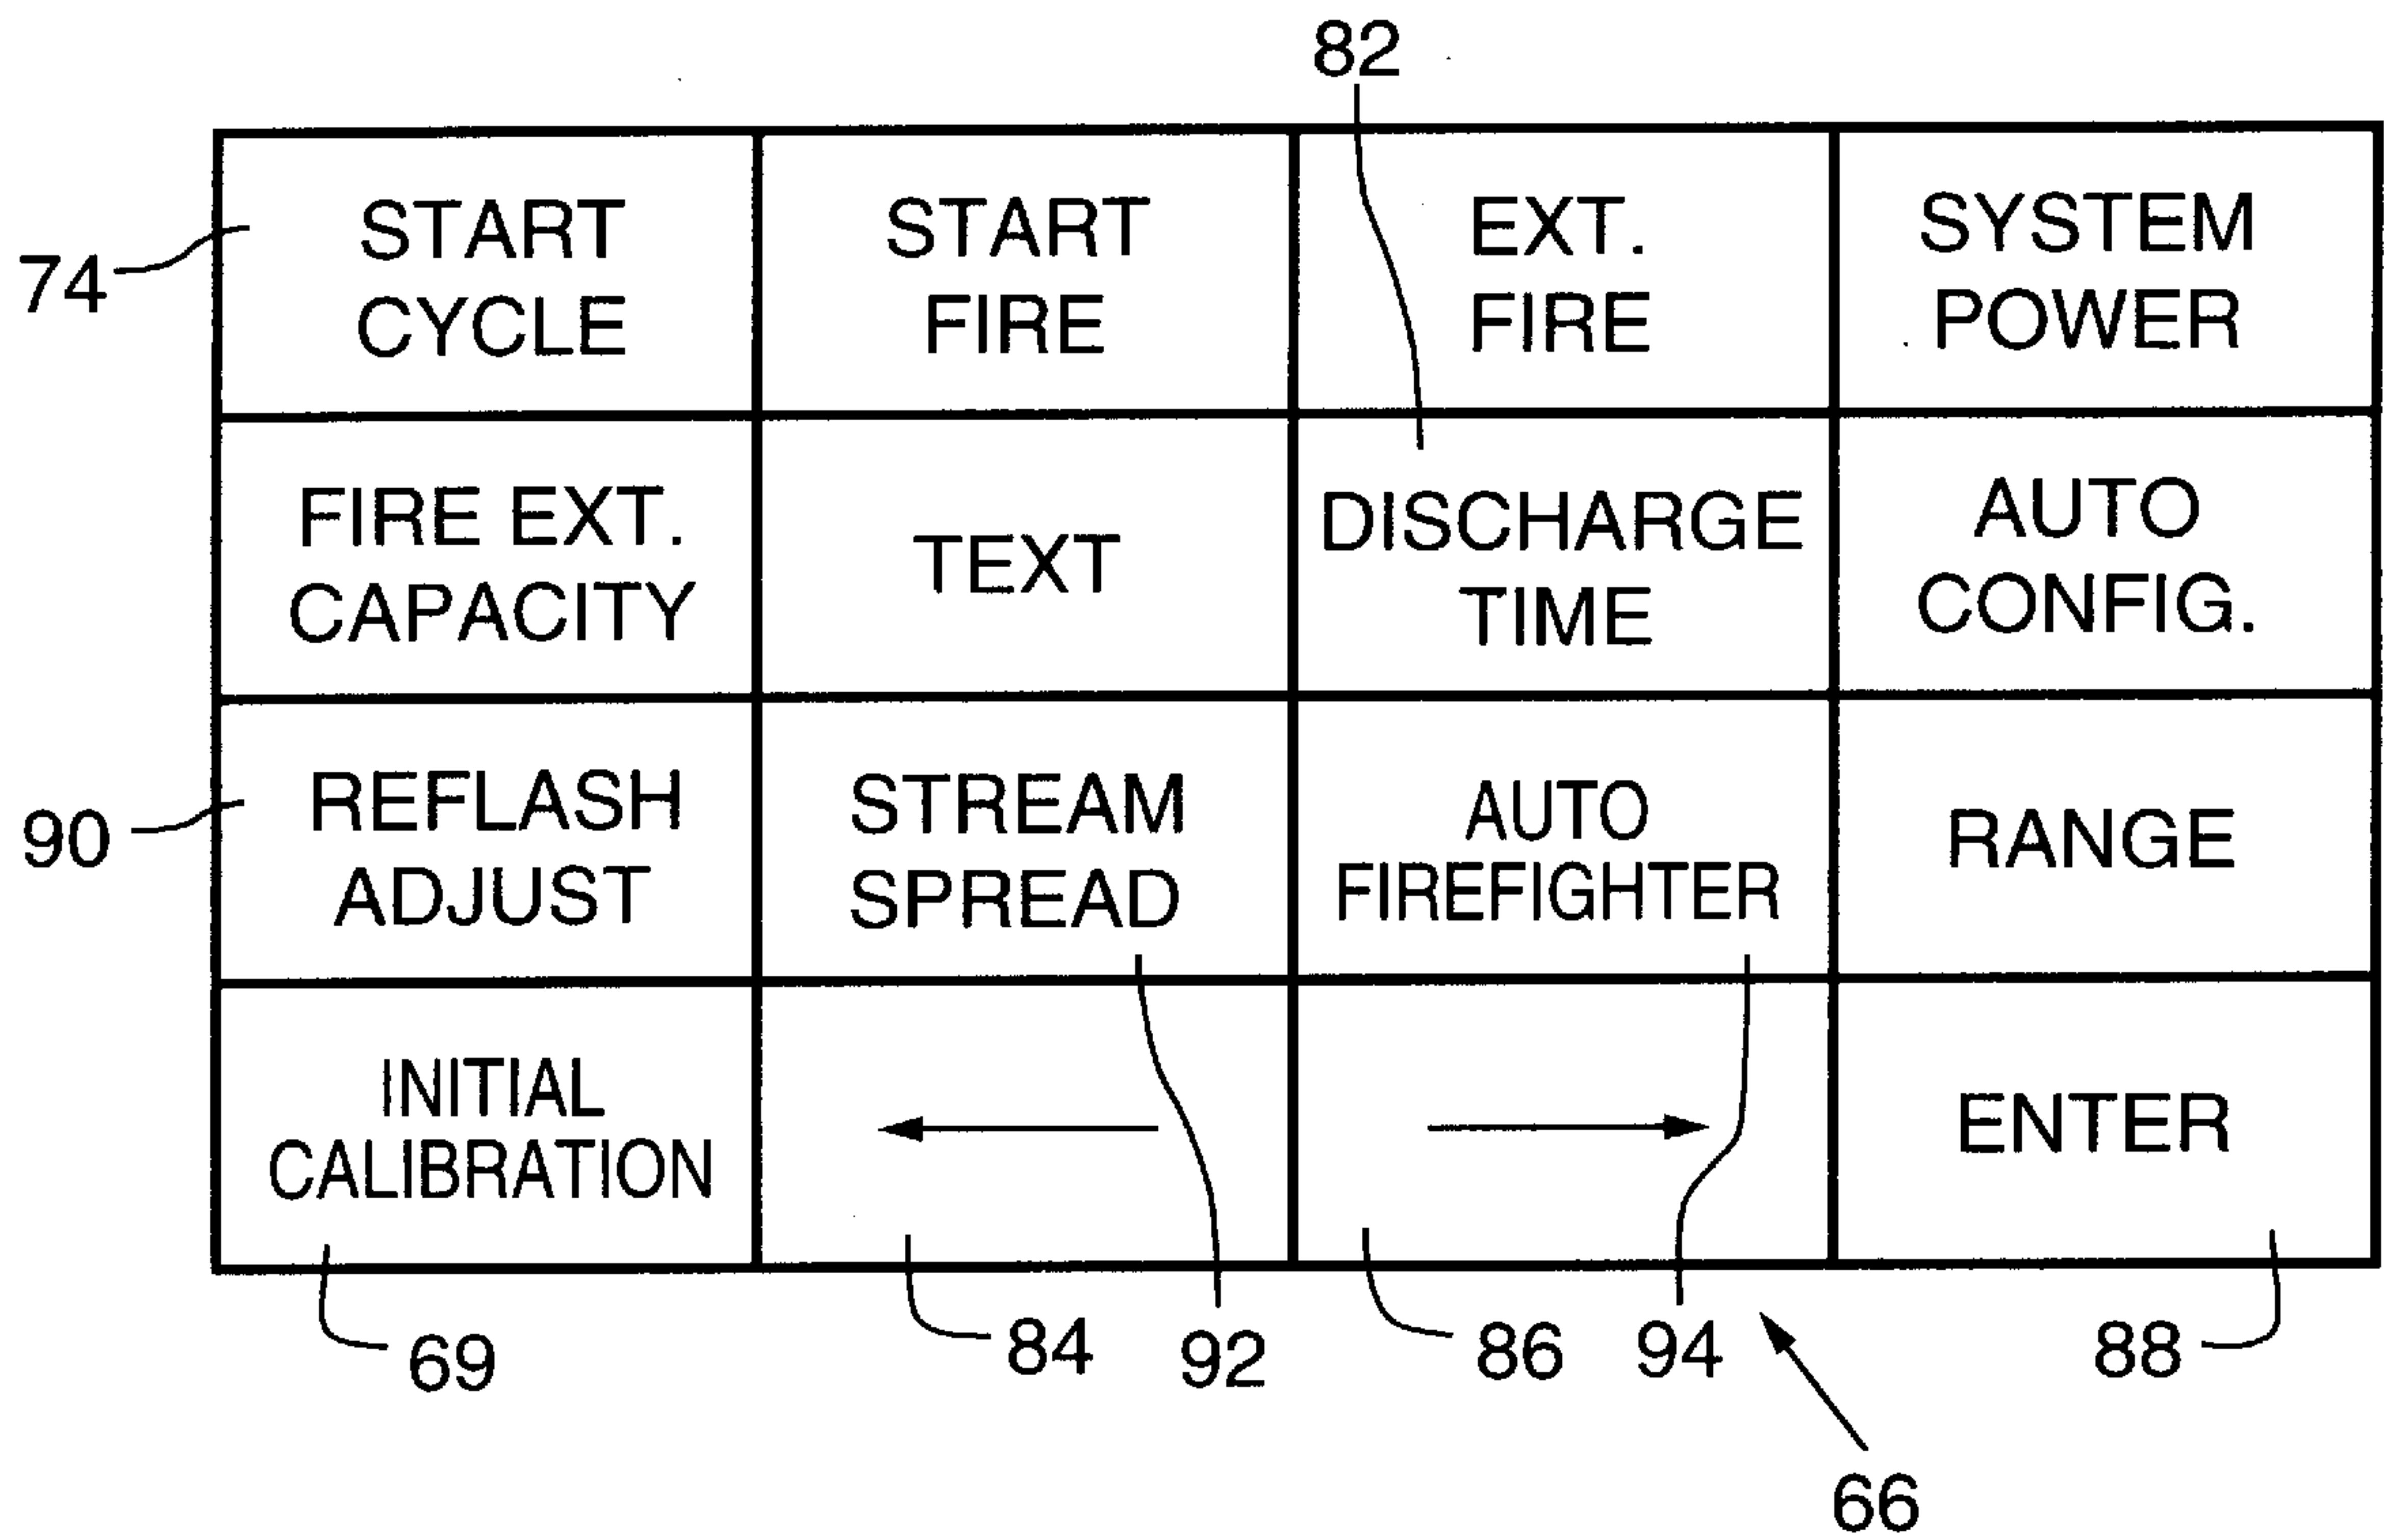 82
74
START
CYCLE
START
FIRE
EXT.
FIRE
SYSTEM
POWER
FIRE EXT.
CAPACITY
TEXT
DISCHARGE
TIME
AUTO
CONFIG.
90
REFLASH
ADJUST
STREAM
SPREAD
AUTO
FIREFIGHTER
RANGE
INITIAL
CALIBRATION
ENTER
69
84
92
86
94
88
66